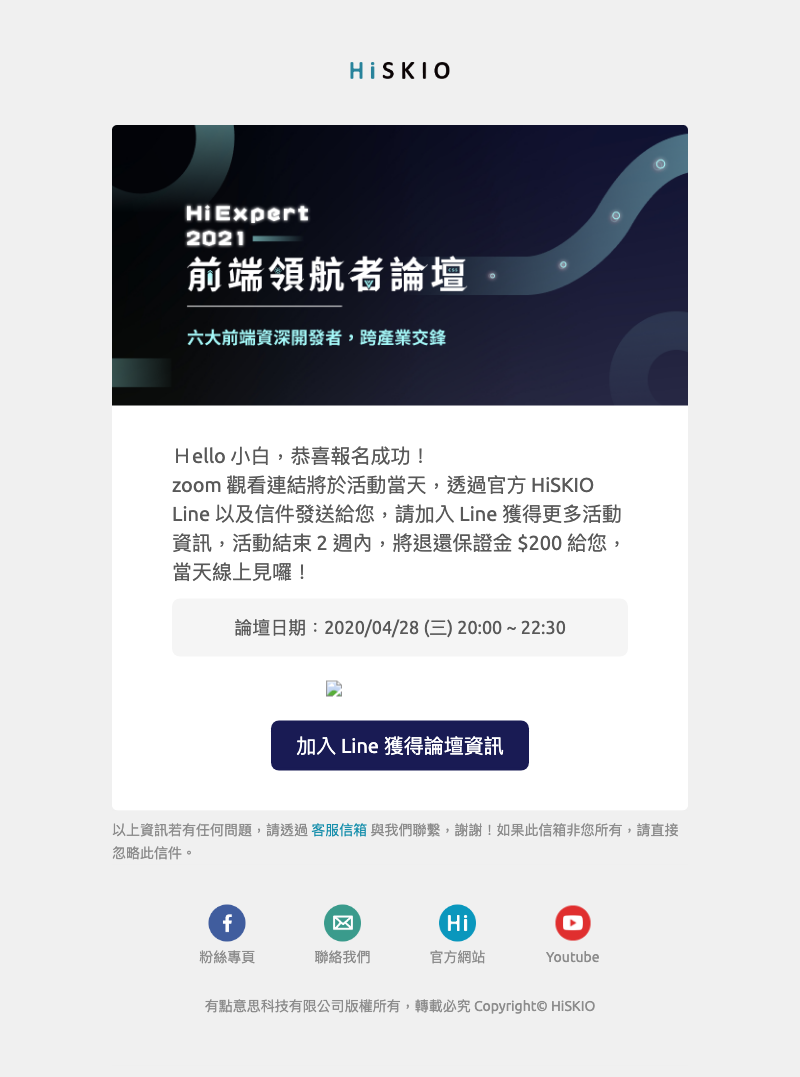 HiSKIO
HiExpert
2021
前端領航者論壇
css
六大前端資深開發者，跨產業交鋒
Ｈello 小白，恭喜報名成功！
zoom 觀看連結將於活動當天，透過官方 HiSKIO
Line 以及信件發送給您，請加入 Line 獲得更多活動
資訊，活動結束 2 週內，將退還保證金 $200 給您，
當天線上見囉！
論壇日期：2020/04/28 (三) 20:00 ~ 22:30
加入 Line 獲得論壇資訊
以上資訊若有任何問題，請透過 客服信箱 與我們聯繫，謝謝！如果此信箱非您所有，請直接
忽略此信件。
Hi
粉絲專頁 聯絡我們 官方網站 Youtube
有點意思科技有限公司版權所有，轉載必究 Copyright© HiSKIO